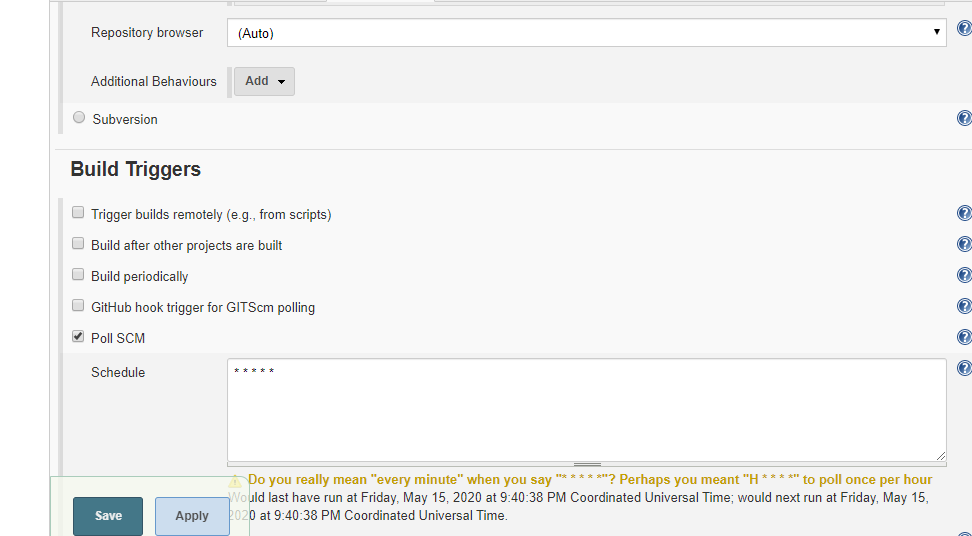 Repository browser
(Auto)
Additional Behaviours
Add
Subversion
Build Triggers
Trigger builds remotely (e.g., from scripts)
Build after other projects are built
Build periodically
GitHub hook trigger for GITScm polling
Poll SCM
Schedule
* * * * *
Do you really mean "every minute" when you say "* * * * *"? Perhaps you meant "H * * * *" to poll once per hour
Would last have run at Friday, May 15, 2020 at 9:40:38 PM Coordinated Universal Time; would next run at Friday, May 15,
2020 at 9:40:38 PM Coordinated Universal Time.
Save
Apply